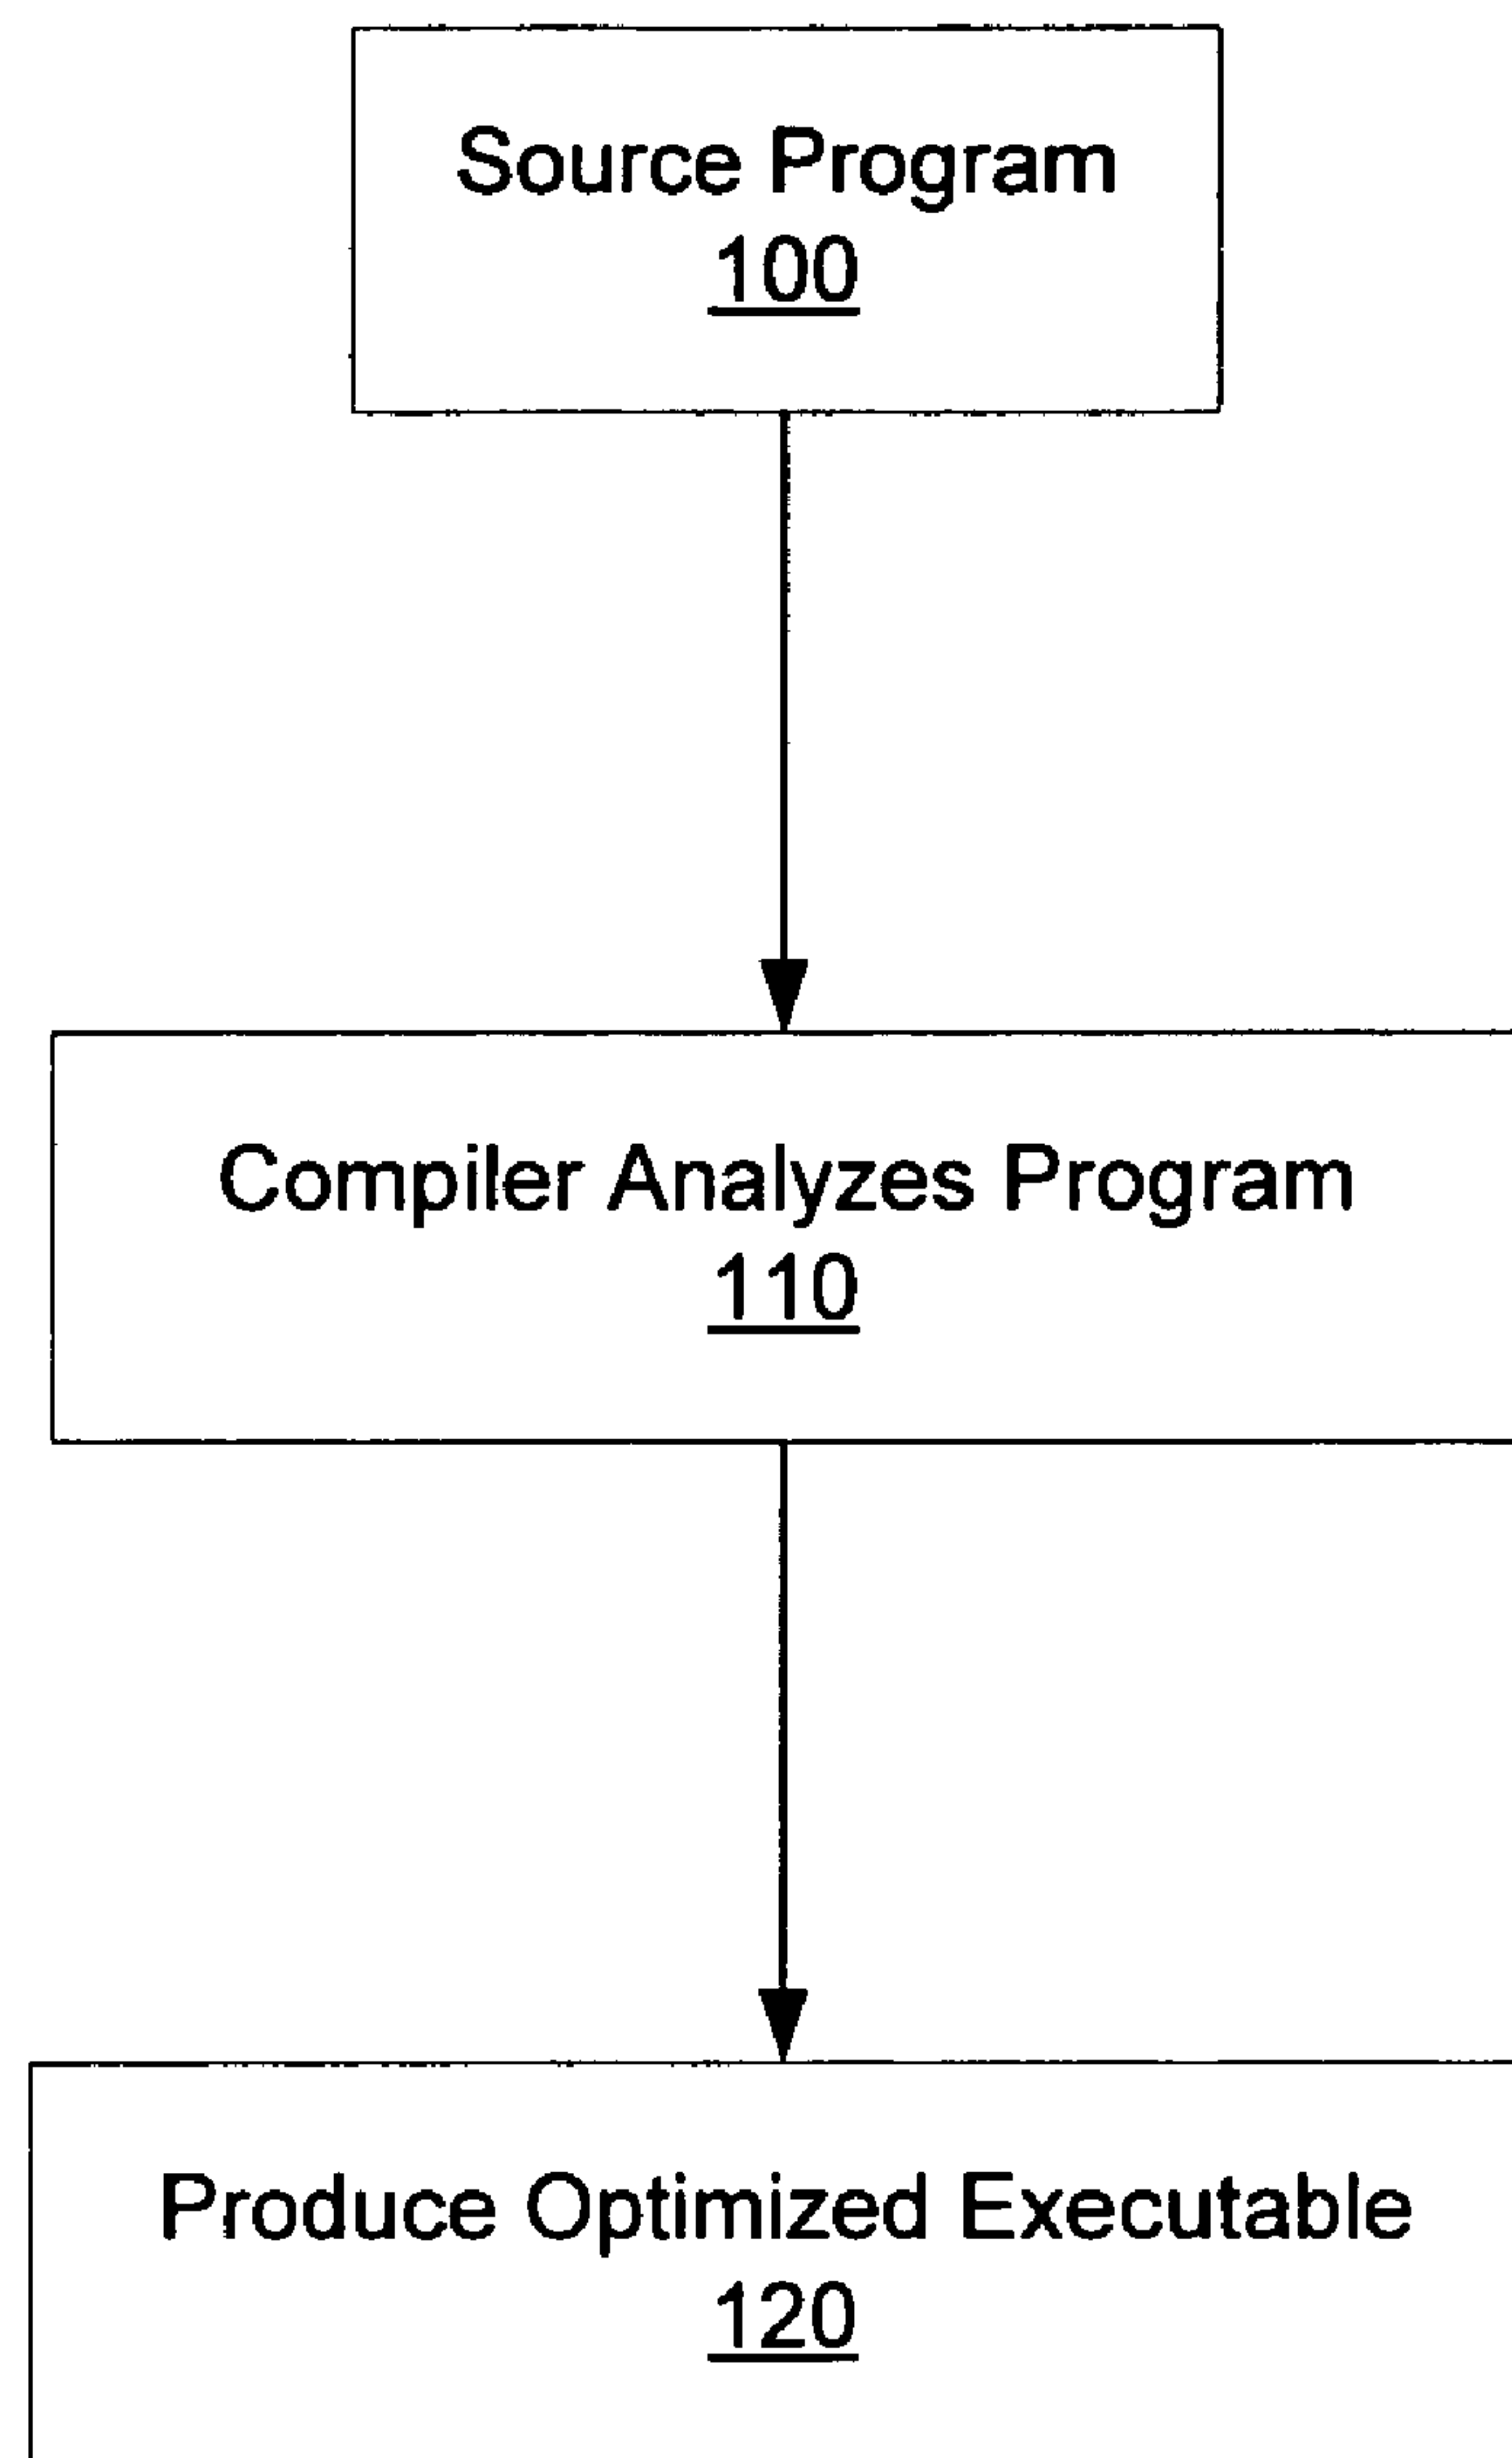 Source Program
100
Compiler Analyzes Program
110
Produce Optimized Executable
120